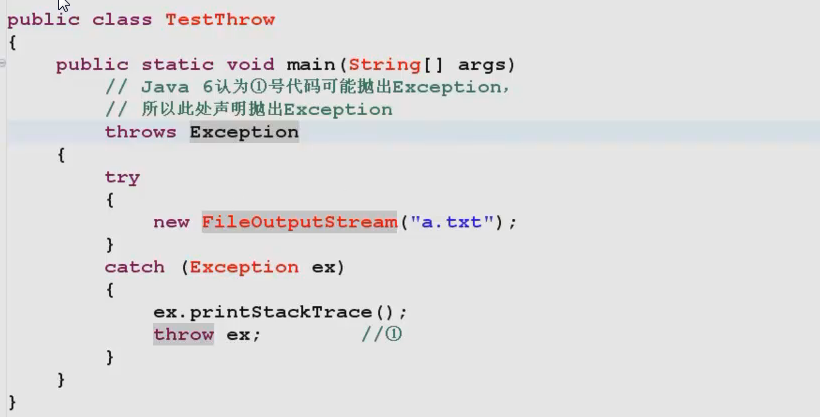 public class TestThrow
{
public static void main(String[] args)
// Java 6认为①号代码可能抛出Exception，
// 所以此处声明抛出Exception
throws Exception
{
try
{
new FileOutputStream("a.txt");
}
catch (Exception ex)
{
ex.printStackTrace();
throw ex; //①
}
}
}